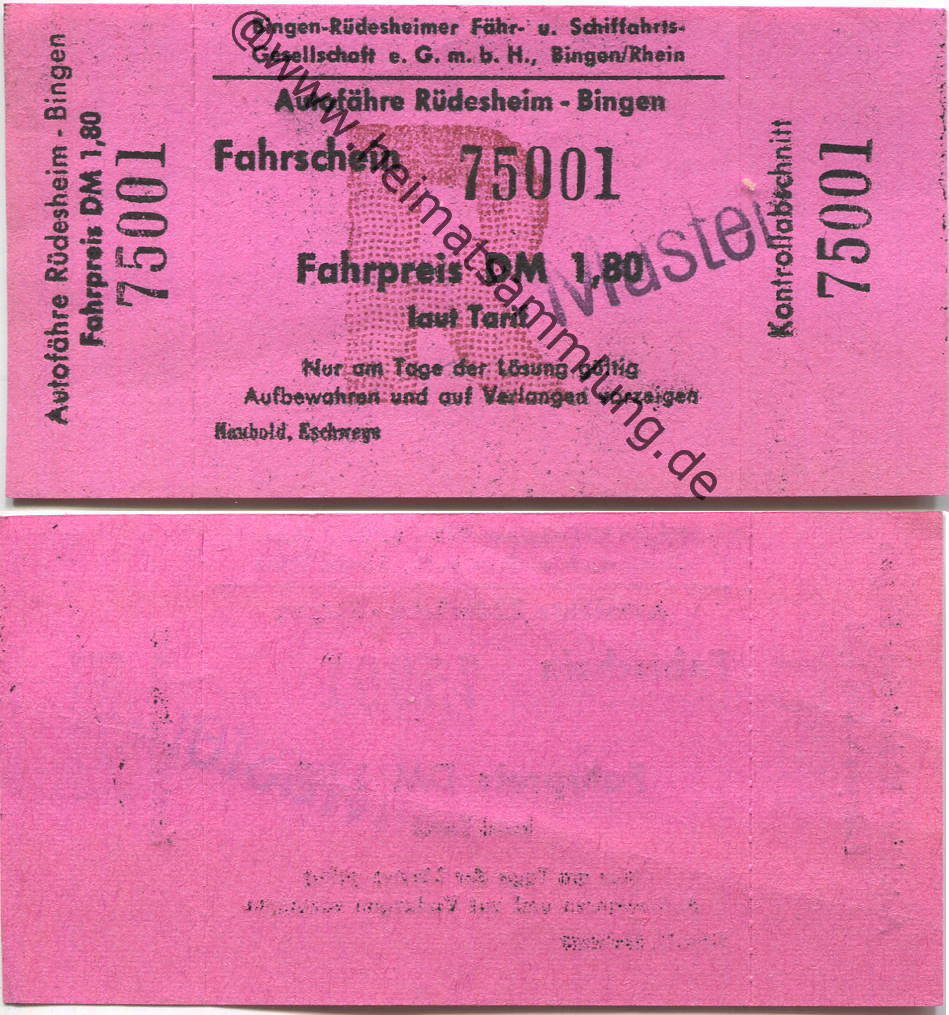 Autofähre Rüdesheim - Bingen
Fahrpreis DM 1,80
75001
Bingen-Rüdesheimer Fähr- u. Schiffahrts-
Gesellschaft e. G. m. b. H., Bingen/Rhein
Autofähre Rüdesheim - Bingen
Fahrschein 75001
R
Fahrpreis DM 1,80
laut Tarif
Nur am Tage der Lösung gültig
Aufbewahren und auf Verlangen vorzeigen
Haubold, Eschwege
Muster
Kontrollabschnitt
75001
@www.heimatsammlung.de